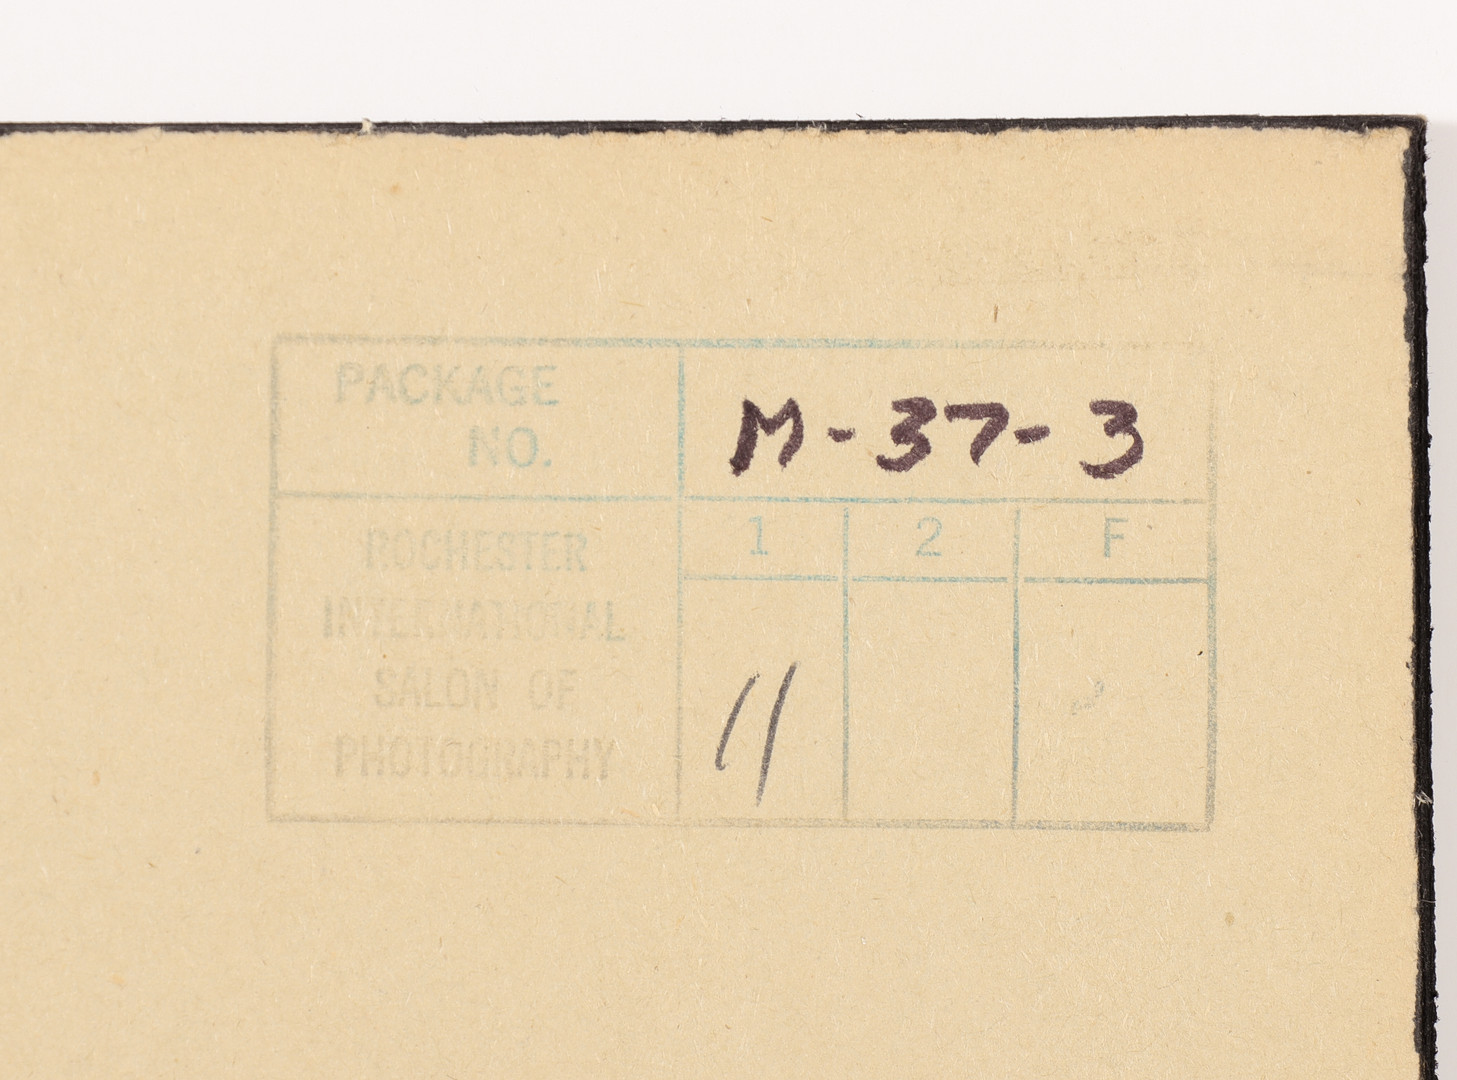 PACKAGE
NO.
M-37-3
ROCHESTER
INTERNATIONAL
SALON OF
PHOTOGRAPHY
1 2 F
11